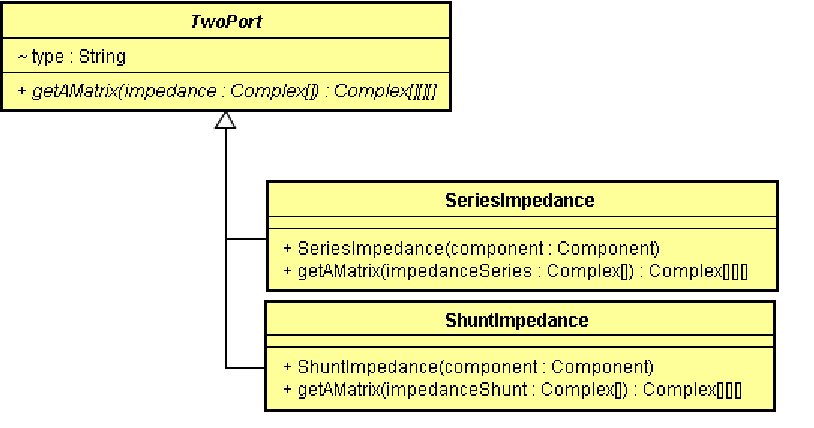 TwoPort
~ type : String
+ getAMatrix(impedance : Complex[]) : Complex[][][]
SeriesImpedance
+ SeriesImpedance(component : Component)
+ getAMatrix(impedanceSeries : Complex[]) : Complex[][][]
ShuntImpedance
+ ShuntImpedance(component : Component)
+ getAMatrix(impedanceShunt : Complex[]) : Complex[][][]